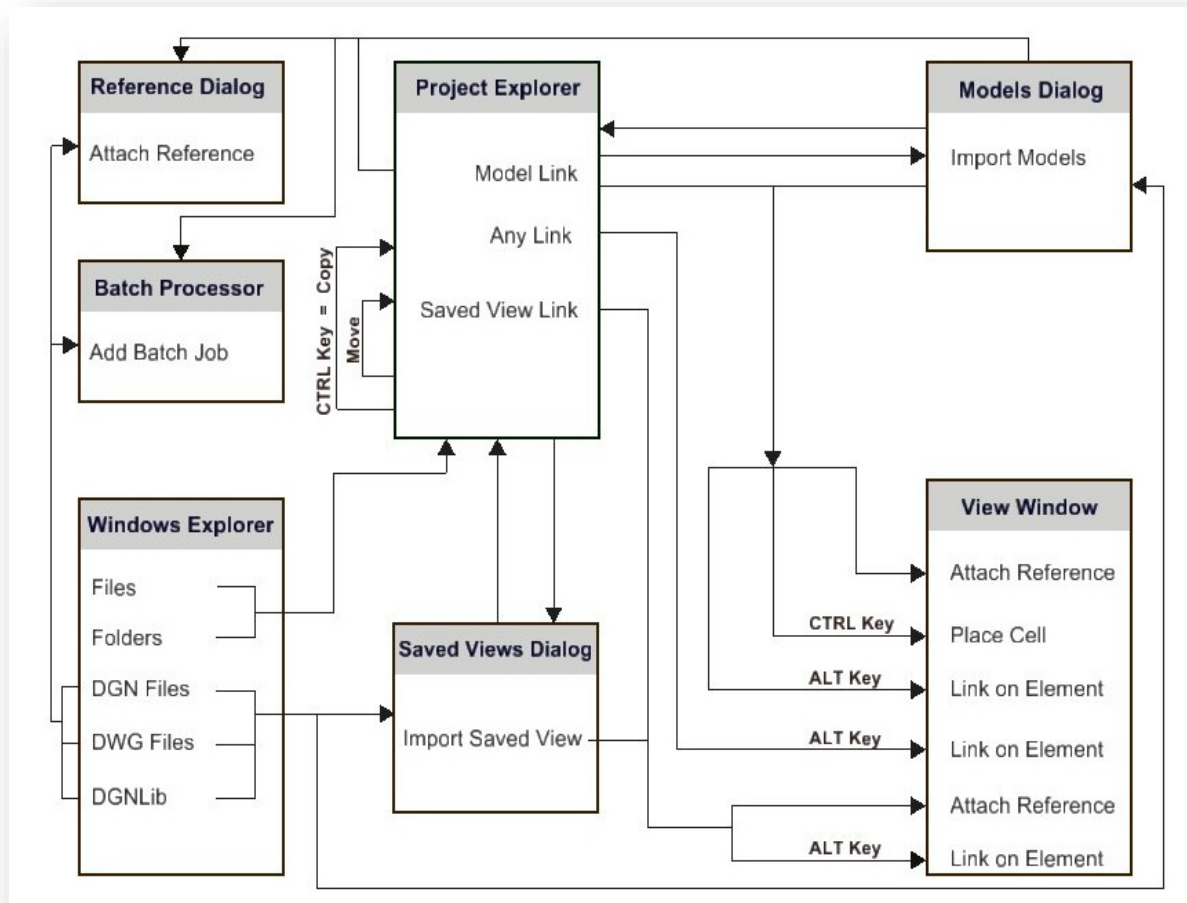 Reference Dialog
Attach Reference
Batch Processor
Add Batch Job
Project Explorer
Model Link
Any Link
Saved View Link
CTRL Key = Copy
Move
Models Dialog
Import Models
Windows Explorer
Files
Folders
DGN Files
DWG Files
DGNLib
Saved Views Dialog
Import Saved View
View Window
Attach Reference
CTRL Key
Place Cell
ALT Key
Link on Element
ALT Key
Link on Element
Attach Reference
ALT Key
Link on Element